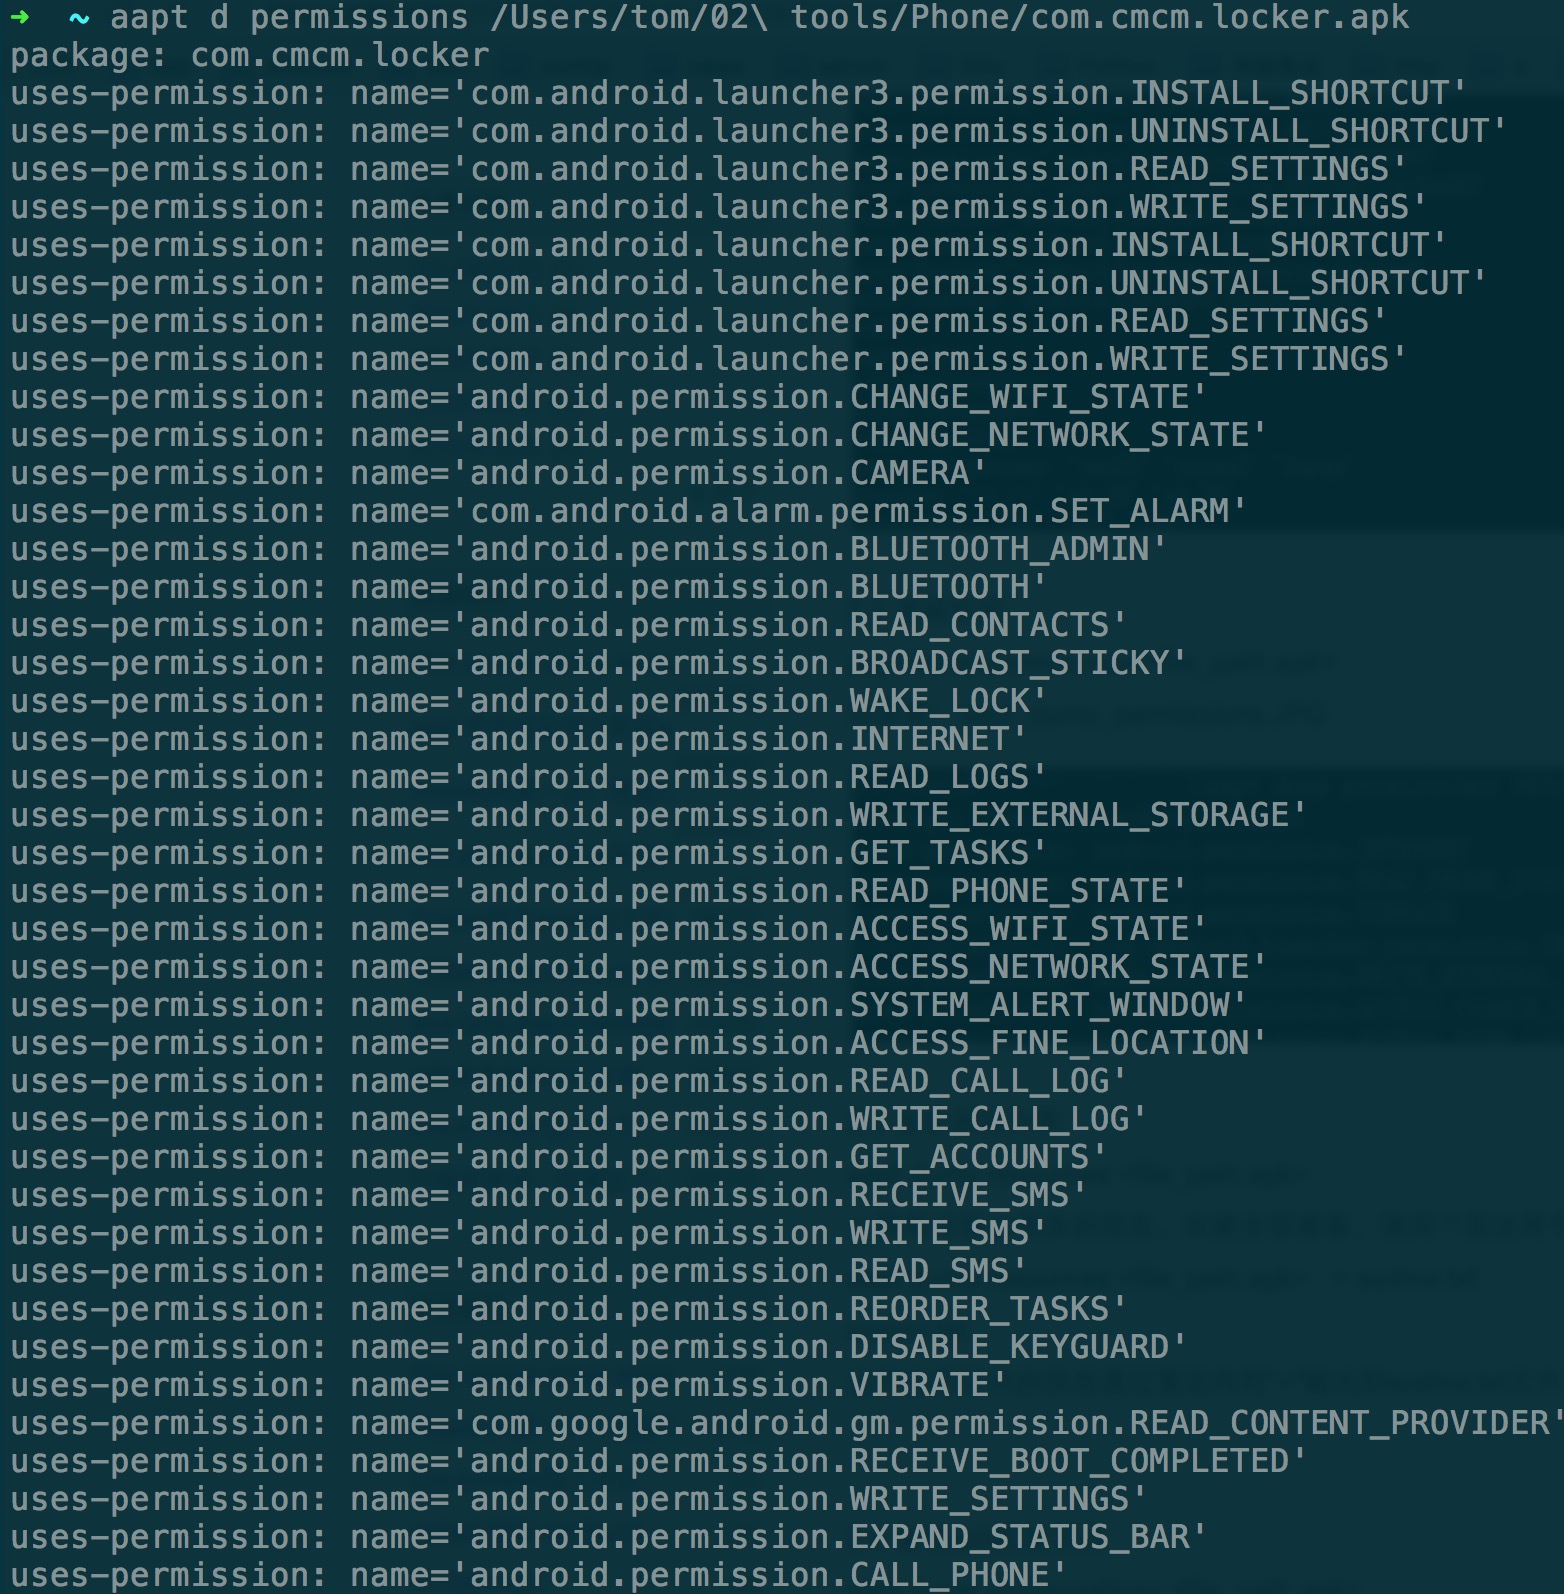 ➜  ~ aapt d permissions /Users/tom/02\ tools/Phone/com.cmcm.locker.apk
package: com.cmcm.locker
uses-permission: name='com.android.launcher3.permission.INSTALL_SHORTCUT'
uses-permission: name='com.android.launcher3.permission.UNINSTALL_SHORTCUT'
uses-permission: name='com.android.launcher3.permission.READ_SETTINGS'
uses-permission: name='com.android.launcher3.permission.WRITE_SETTINGS'
uses-permission: name='com.android.launcher.permission.INSTALL_SHORTCUT'
uses-permission: name='com.android.launcher.permission.UNINSTALL_SHORTCUT'
uses-permission: name='com.android.launcher.permission.READ_SETTINGS'
uses-permission: name='com.android.launcher.permission.WRITE_SETTINGS'
uses-permission: name='android.permission.CHANGE_WIFI_STATE'
uses-permission: name='android.permission.CHANGE_NETWORK_STATE'
uses-permission: name='android.permission.CAMERA'
uses-permission: name='com.android.alarm.permission.SET_ALARM'
uses-permission: name='android.permission.BLUETOOTH_ADMIN'
uses-permission: name='android.permission.BLUETOOTH'
uses-permission: name='android.permission.READ_CONTACTS'
uses-permission: name='android.permission.BROADCAST_STICKY'
uses-permission: name='android.permission.WAKE_LOCK'
uses-permission: name='android.permission.INTERNET'
uses-permission: name='android.permission.READ_LOGS'
uses-permission: name='android.permission.WRITE_EXTERNAL_STORAGE'
uses-permission: name='android.permission.GET_TASKS'
uses-permission: name='android.permission.READ_PHONE_STATE'
uses-permission: name='android.permission.ACCESS_WIFI_STATE'
uses-permission: name='android.permission.ACCESS_NETWORK_STATE'
uses-permission: name='android.permission.SYSTEM_ALERT_WINDOW'
uses-permission: name='android.permission.ACCESS_FINE_LOCATION'
uses-permission: name='android.permission.READ_CALL_LOG'
uses-permission: name='android.permission.WRITE_CALL_LOG'
uses-permission: name='android.permission.GET_ACCOUNTS'
uses-permission: name='android.permission.RECEIVE_SMS'
uses-permission: name='android.permission.WRITE_SMS'
uses-permission: name='android.permission.READ_SMS'
uses-permission: name='android.permission.REORDER_TASKS'
uses-permission: name='android.permission.DISABLE_KEYGUARD'
uses-permission: name='android.permission.VIBRATE'
uses-permission: name='com.google.android.gm.permission.READ_CONTENT_PROVIDER'
uses-permission: name='android.permission.RECEIVE_BOOT_COMPLETED'
uses-permission: name='android.permission.WRITE_SETTINGS'
uses-permission: name='android.permission.EXPAND_STATUS_BAR'
uses-permission: name='android.permission.CALL_PHONE'